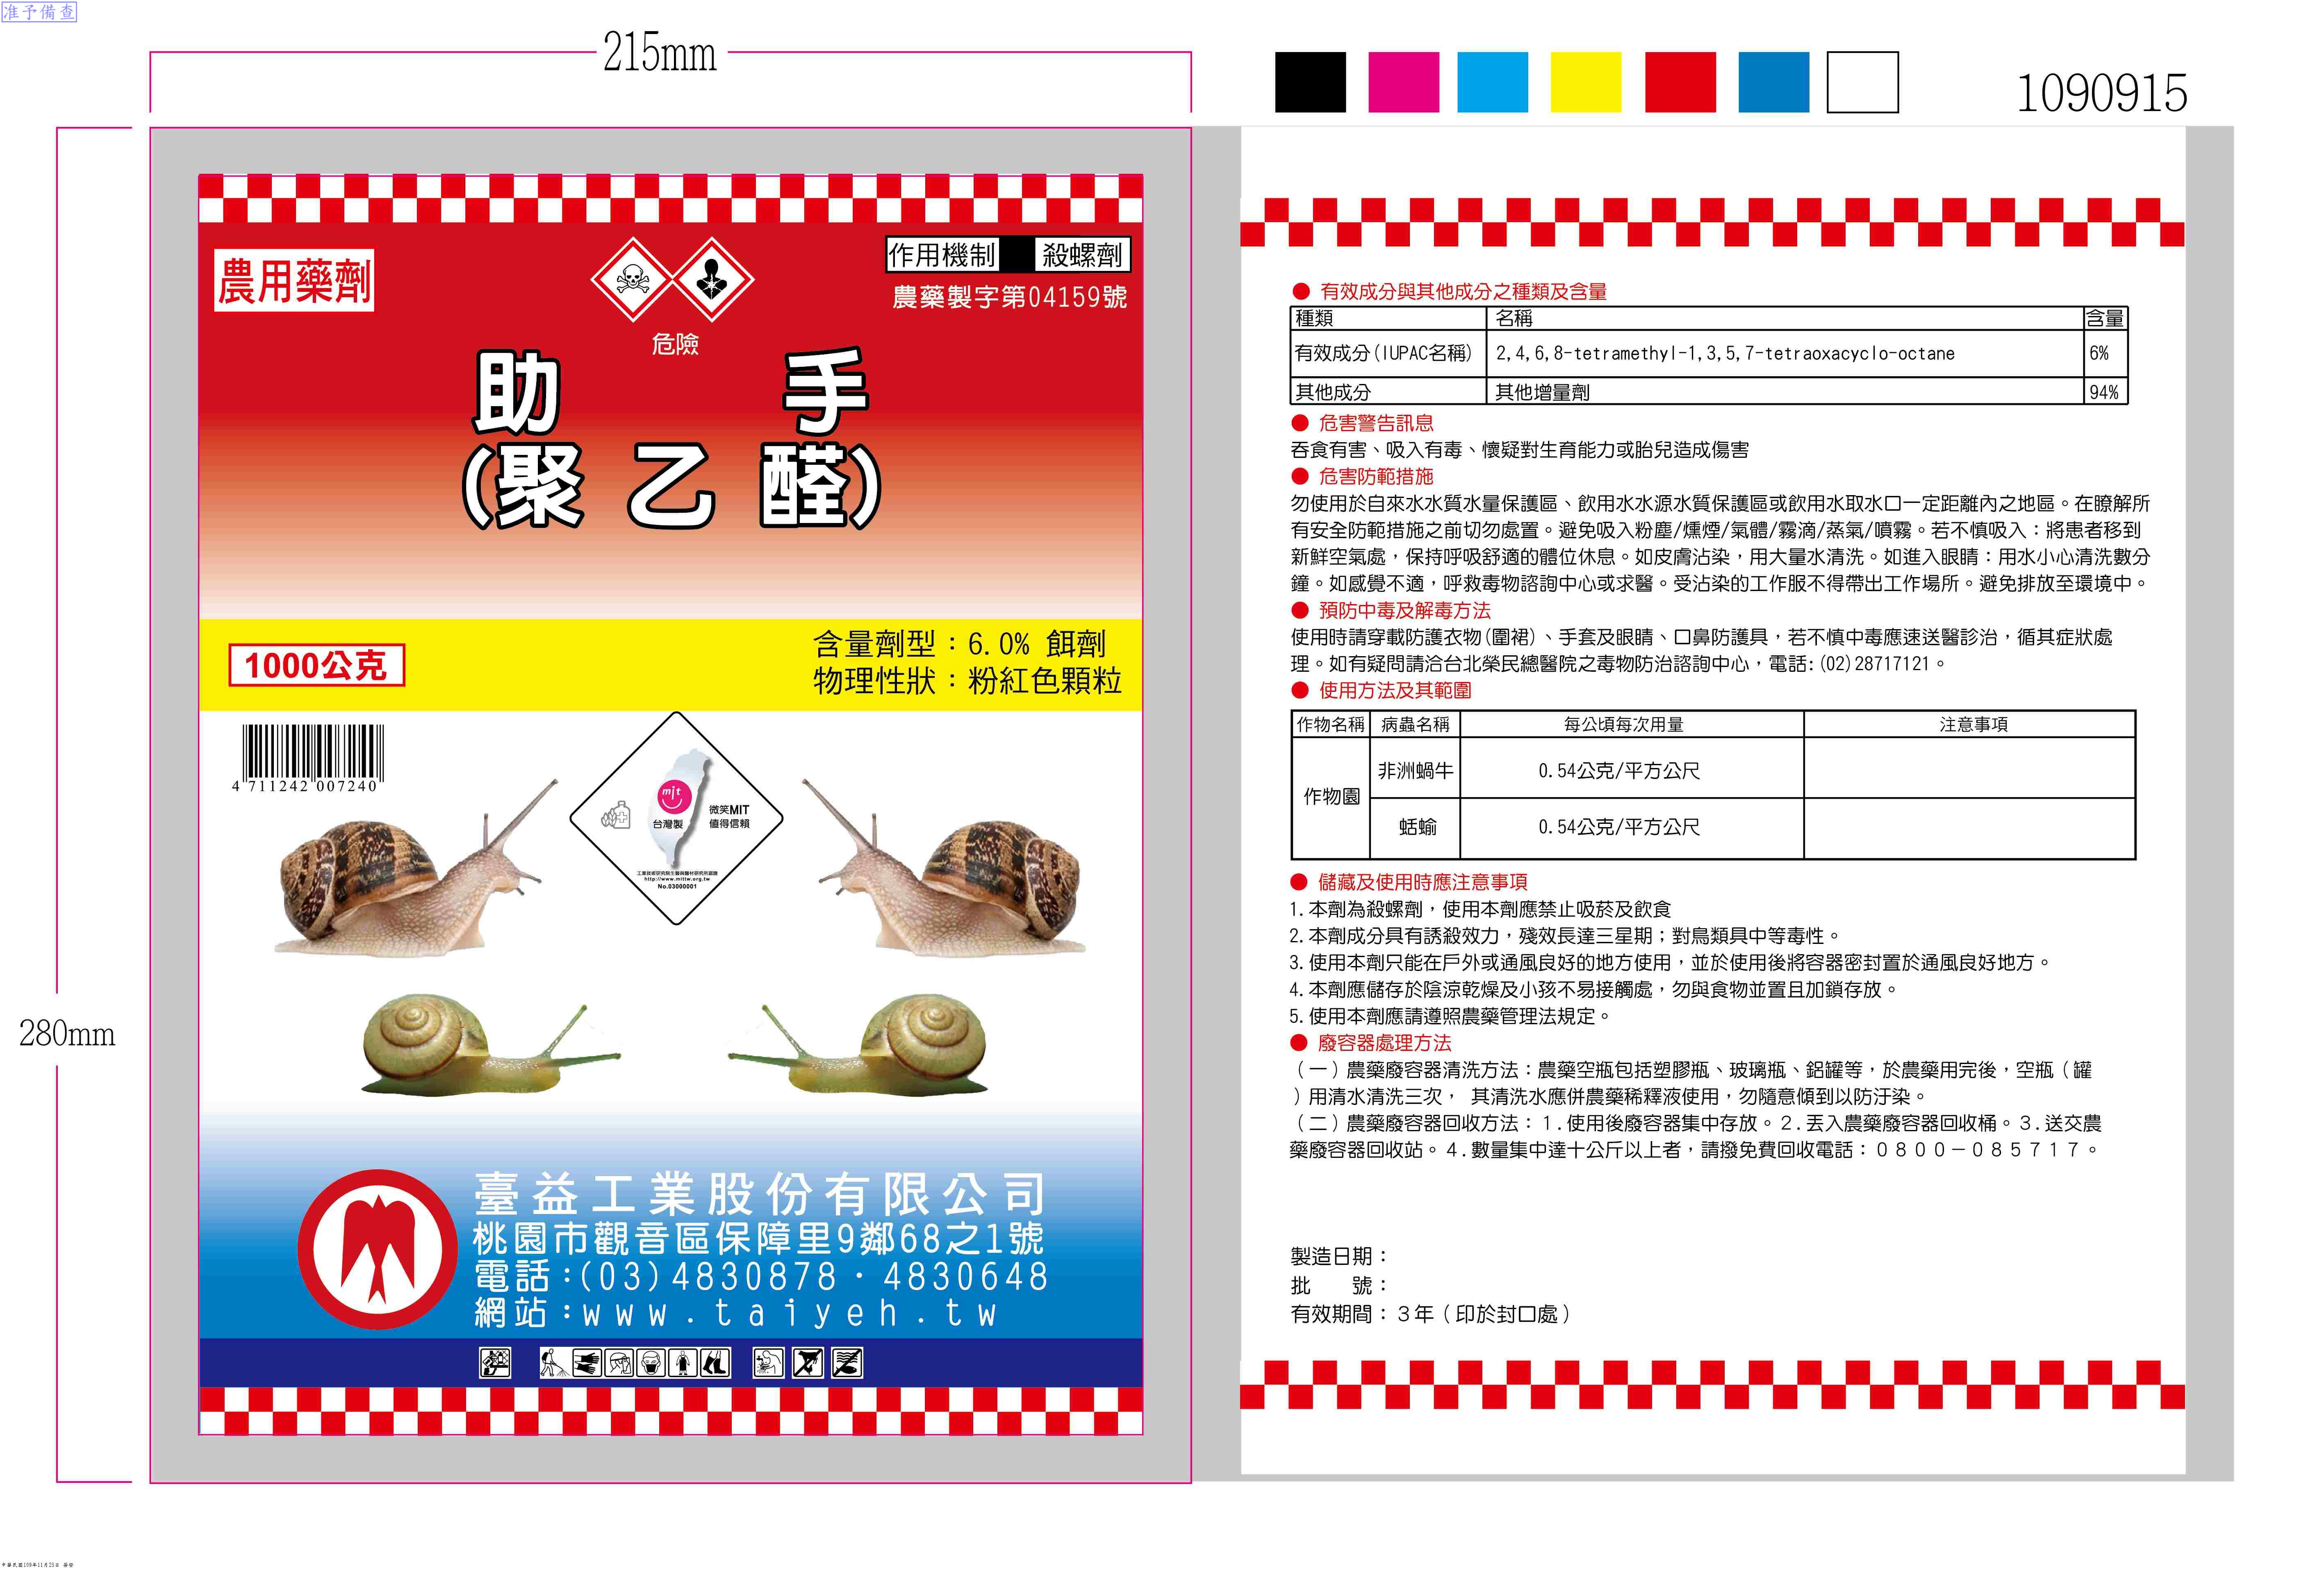 准予備查
215mm
1090915
280mm
農用藥劑
作用機制 殺螺劑
農藥製字第04159號
危險
助 手
(聚乙醛)
1000公克
含量劑型：6.0% 餌劑
物理性狀：粉紅色顆粒
4 711242 007240
mit
台灣製
微笑MIT
值得信賴
http://www.mittw.org.tw
No.03000001
臺益工業股份有限公司
桃園市觀音區保障里9鄰68之1號
電話:(03)4830878‧4830648
網站:www.taiyeh.tw
● 有效成分與其他成分之種類及含量
種類 名稱 含量
有效成分(IUPAC名稱) 2,4,6,8-tetramethyl-1,3,5,7-tetraoxacyclo-octane 6%
其他成分 其他增量劑 94%
● 危害警告訊息
吞食有害、吸入有毒、懷疑對生育能力或胎兒造成傷害
● 危害防範措施
勿使用於自來水水質水量保護區、飲用水水源水質保護區或飲用水取水口一定距離內之地區。在瞭解所
有安全防範措施之前切勿處置。避免吸入粉塵/燻煙/氣體/霧滴/蒸氣/噴霧。若不慎吸入：將患者移到
新鮮空氣處，保持呼吸舒適的體位休息。如皮膚沾染，用大量水清洗。如進入眼睛：用水小心清洗數分
鐘。如感覺不適，呼救毒物諮詢中心或求醫。受沾染的工作服不得帶出工作場所。避免排放至環境中。
● 預防中毒及解毒方法
使用時請穿載防護衣物(圍裙)、手套及眼睛、口鼻防護具，若不慎中毒應速送醫診治，循其症狀處
理。如有疑問請洽台北榮民總醫院之毒物防治諮詢中心，電話:(02)28717121。
● 使用方法及其範圍
作物名稱 病蟲名稱 每公頃每次用量 注意事項
作物園 非洲蝸牛 0.54公克/平方公尺
蛞蝓 0.54公克/平方公尺
● 儲藏及使用時應注意事項
1.本劑為殺螺劑，使用本劑應禁止吸菸及飲食
2.本劑成分具有誘殺效力，殘效長達三星期；對鳥類具中等毒性。
3.使用本劑只能在戶外或通風良好的地方使用，並於使用後將容器密封置於通風良好地方。
4.本劑應儲存於陰涼乾燥及小孩不易接觸處，勿與食物並置且加鎖存放。
5.使用本劑應請遵照農藥管理法規定。
● 廢容器處理方法
（一）農藥廢容器清洗方法：農藥空瓶包括塑膠瓶、玻璃瓶、鋁罐等，於農藥用完後，空瓶（罐
）用清水清洗三次， 其清洗水應併農藥稀釋液使用，勿隨意傾到以防汙染。
（二）農藥廢容器回收方法：１.使用後廢容器集中存放。２.丟入農藥廢容器回收桶。３.送交農
藥廢容器回收站。４.數量集中達十公斤以上者，請撥免費回收電話：０８００－０８５７１７。
製造日期：
批　　號：
有效期間：３年（印於封口處）